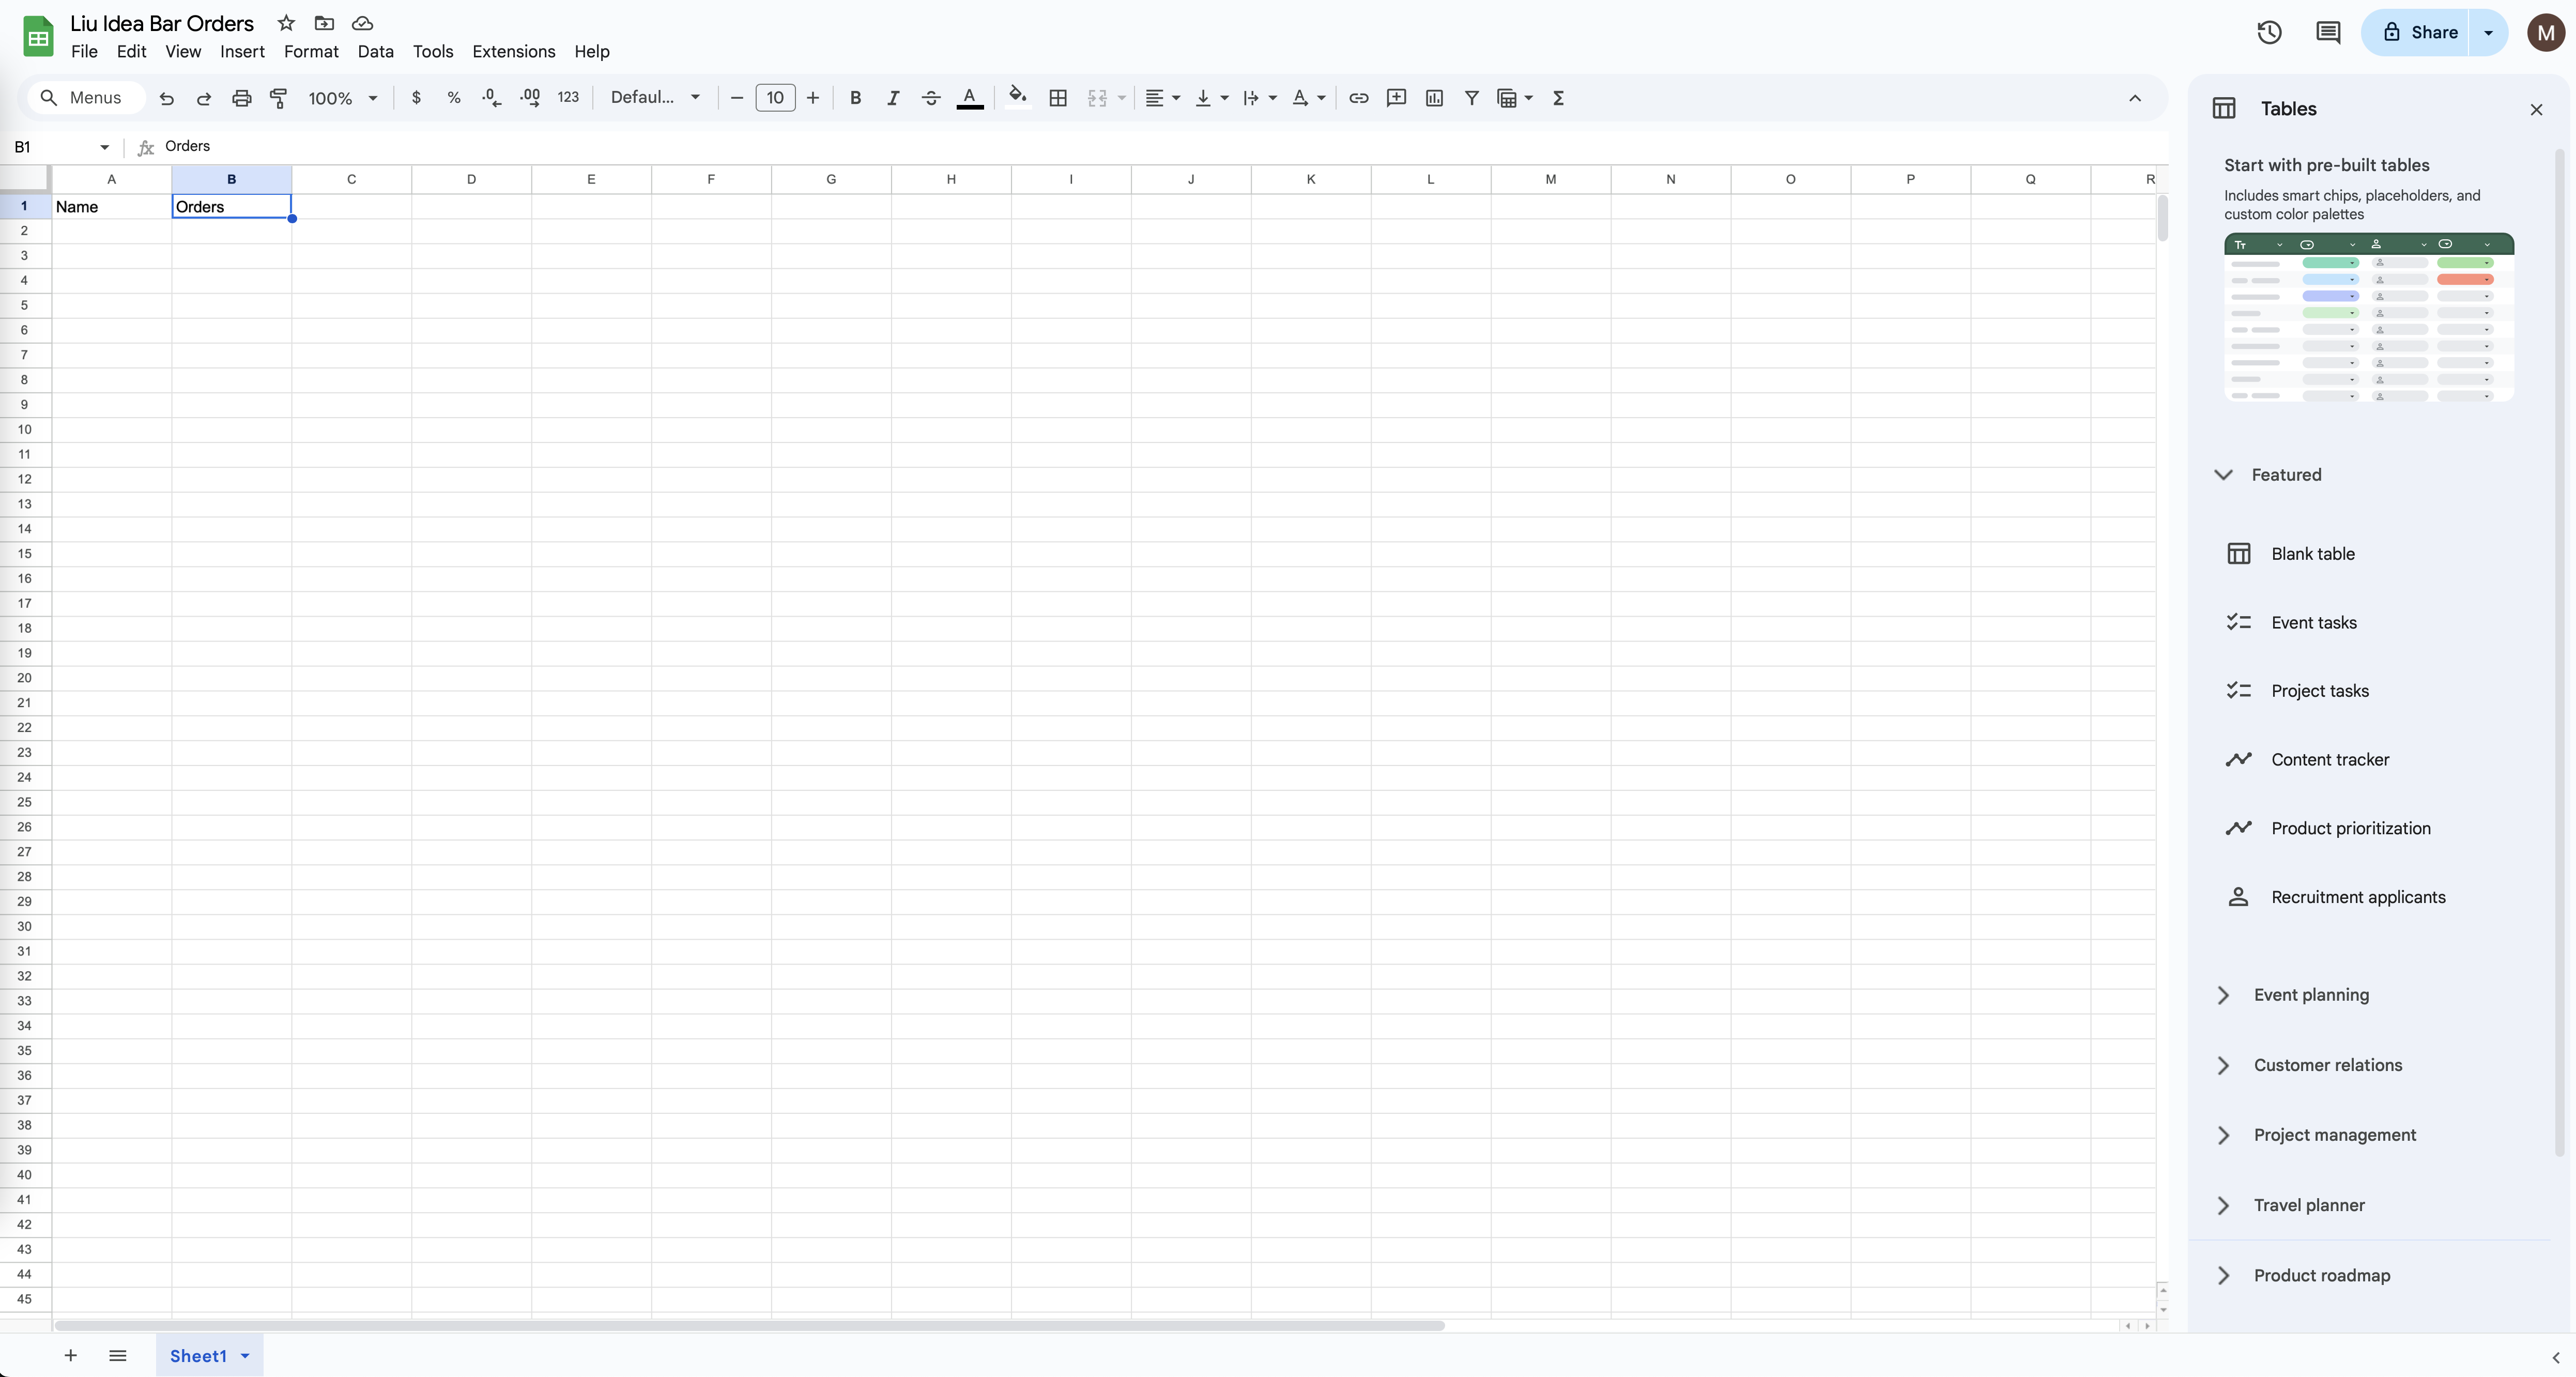 Liu Idea Bar Orders
File Edit View Insert Format Data Tools Extensions Help
Share
M
Menus 100% $ % .0 .00 123 Defaul... 10 B I A
B1 fx Orders
A B C D E F G H I J K L M N O P Q R
1 Name Orders
2
3
4
5
6
7
8
9
10
11
12
13
14
15
16
17
18
19
20
21
22
23
24
25
26
27
28
29
30
31
32
33
34
35
36
37
38
39
40
41
42
43
44
45
Sheet1
Tables
Start with pre-built tables
Includes smart chips, placeholders, and
custom color palettes
Featured
Blank table
Event tasks
Project tasks
Content tracker
Product prioritization
Recruitment applicants
Event planning
Customer relations
Project management
Travel planner
Product roadmap